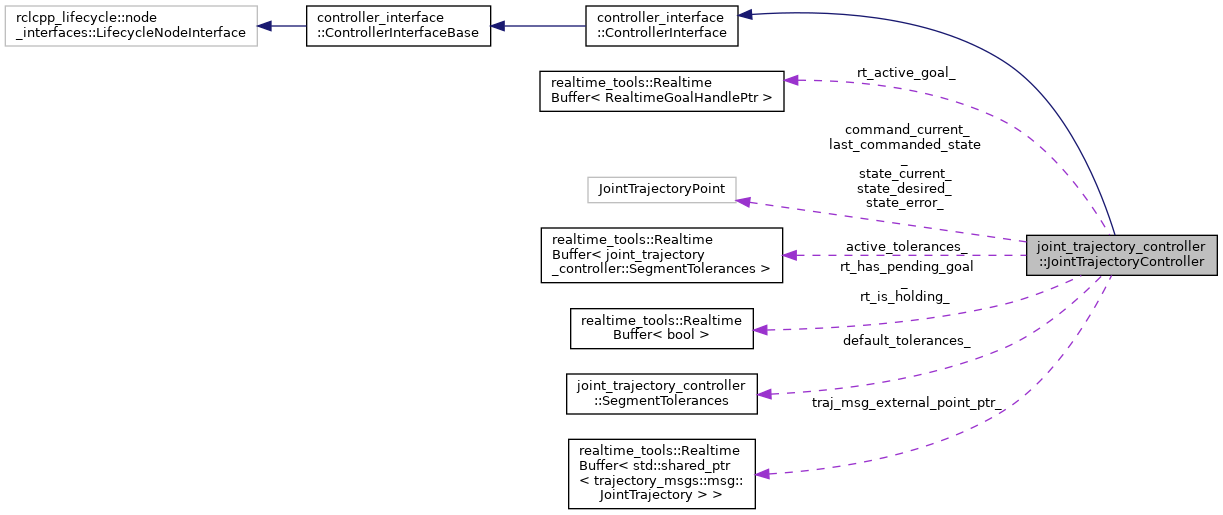 rclcpp_lifecycle::node
_interfaces::LifecycleNodeInterface
controller_interface
::ControllerInterfaceBase
controller_interface
::ControllerInterface
realtime_tools::Realtime
Buffer< RealtimeGoalHandlePtr >
rt_active_goal_
command_current_
last_commanded_state
_
state_current_
state_desired_
state_error_
JointTrajectoryPoint
realtime_tools::Realtime
Buffer< joint_trajectory
_controller::SegmentTolerances >
active_tolerances_
joint_trajectory_controller
::JointTrajectoryController
rt_has_pending_goal
_
rt_is_holding_
realtime_tools::Realtime
Buffer< bool >
default_tolerances_
joint_trajectory_controller
::SegmentTolerances
traj_msg_external_point_ptr_
realtime_tools::Realtime
Buffer< std::shared_ptr
< trajectory_msgs::msg::
JointTrajectory > >